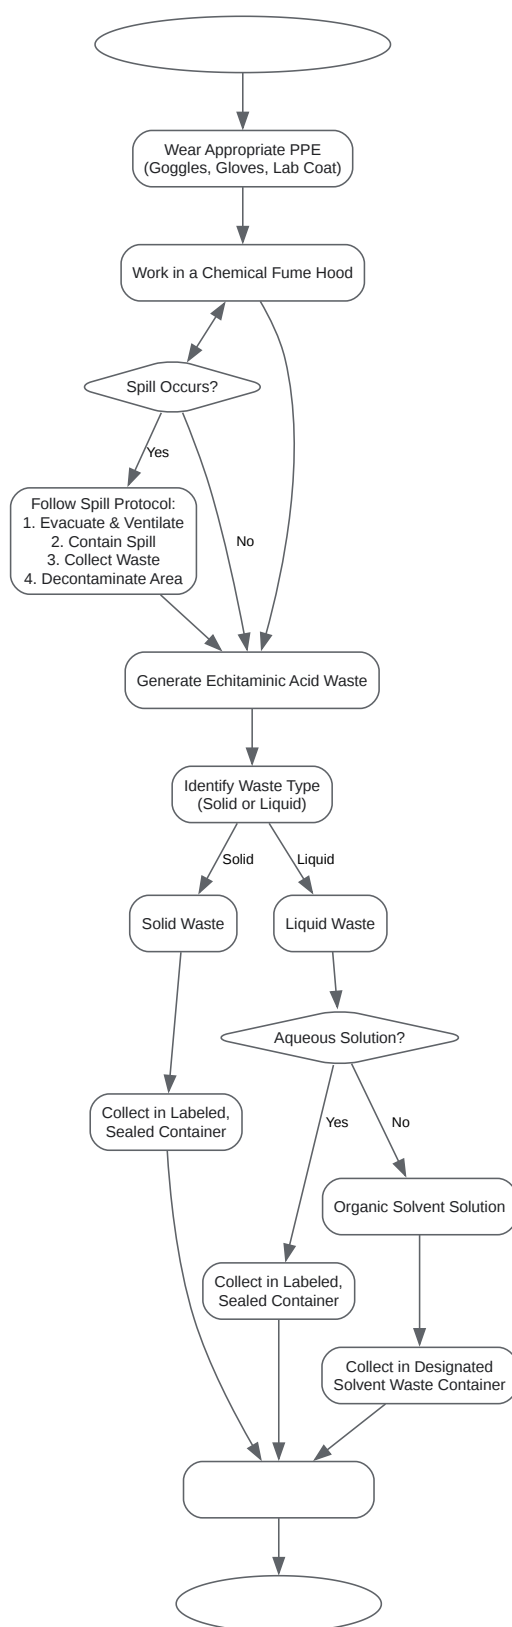 Wear Appropriate PPE
(Goggles, Gloves, Lab Coat)
Work in a Chemical Fume Hood
Spill Occurs?
Yes
Follow Spill Protocol:
1. Evacuate & Ventilate
2. Contain Spill
3. Collect Waste
4. Decontaminate Area
No
Generate Echitaminic Acid Waste
Identify Waste Type
(Solid or Liquid)
Solid
Liquid
Solid Waste
Liquid Waste
Aqueous Solution?
Collect in Labeled,
Sealed Container
Yes
No
Organic Solvent Solution
Collect in Labeled,
Sealed Container
Collect in Designated
Solvent Waste Container